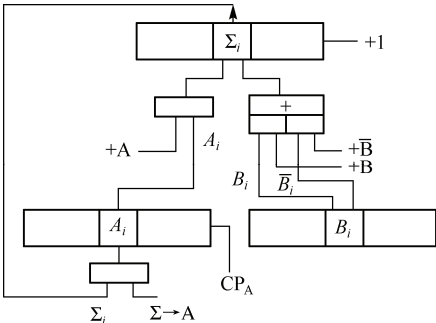 Σi
+1
+
+A
Ai
+B̅
+B
Bi
B̅i
Ai
Bi
CPA
Σi
Σ→A